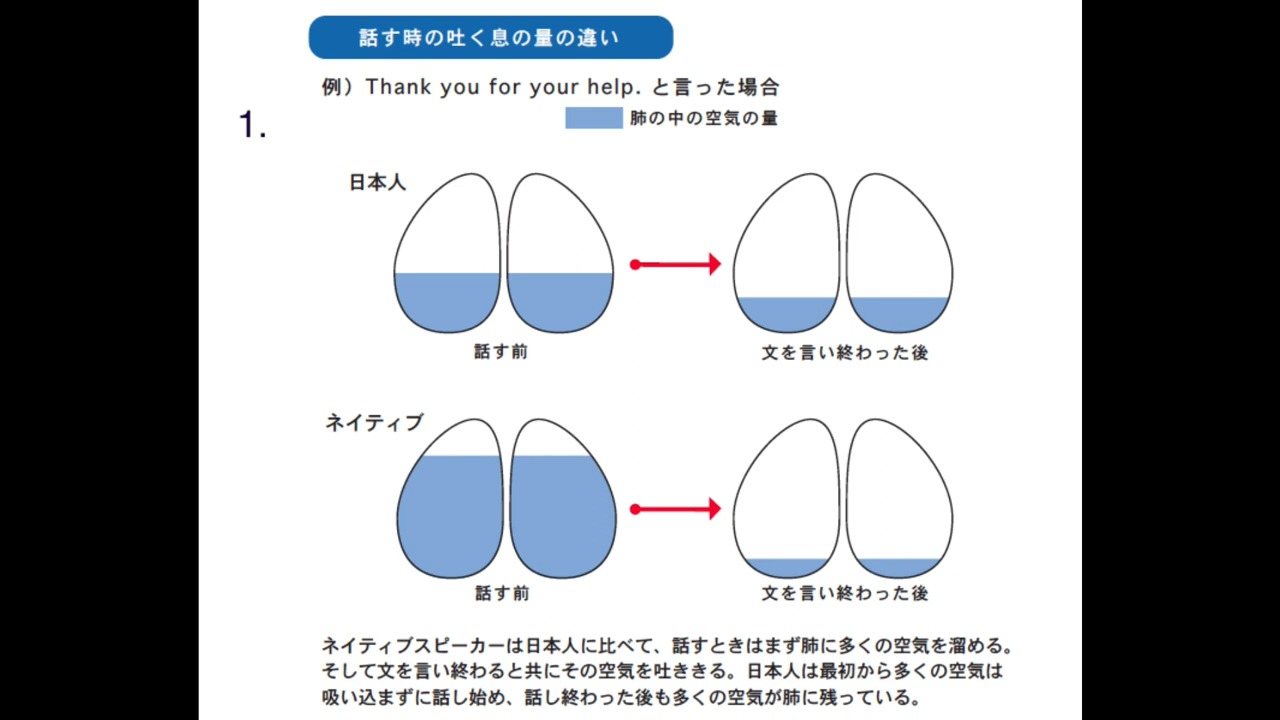 話す時の吐く息の量の違い
例）Thank you for your help. と言った場合
1.
肺の中の空気の量
日本人
話す前
文を言い終わった後
ネイティブ
話す前
文を言い終わった後
ネイティブスピーカーは日本人に比べて、話すときはまず肺に多くの空気を溜める。
そして文を言い終わると共にその空気を吐ききる。日本人は最初から多くの空気は
吸い込まずに話し始め、話し終わった後も多くの空気が肺に残っている。